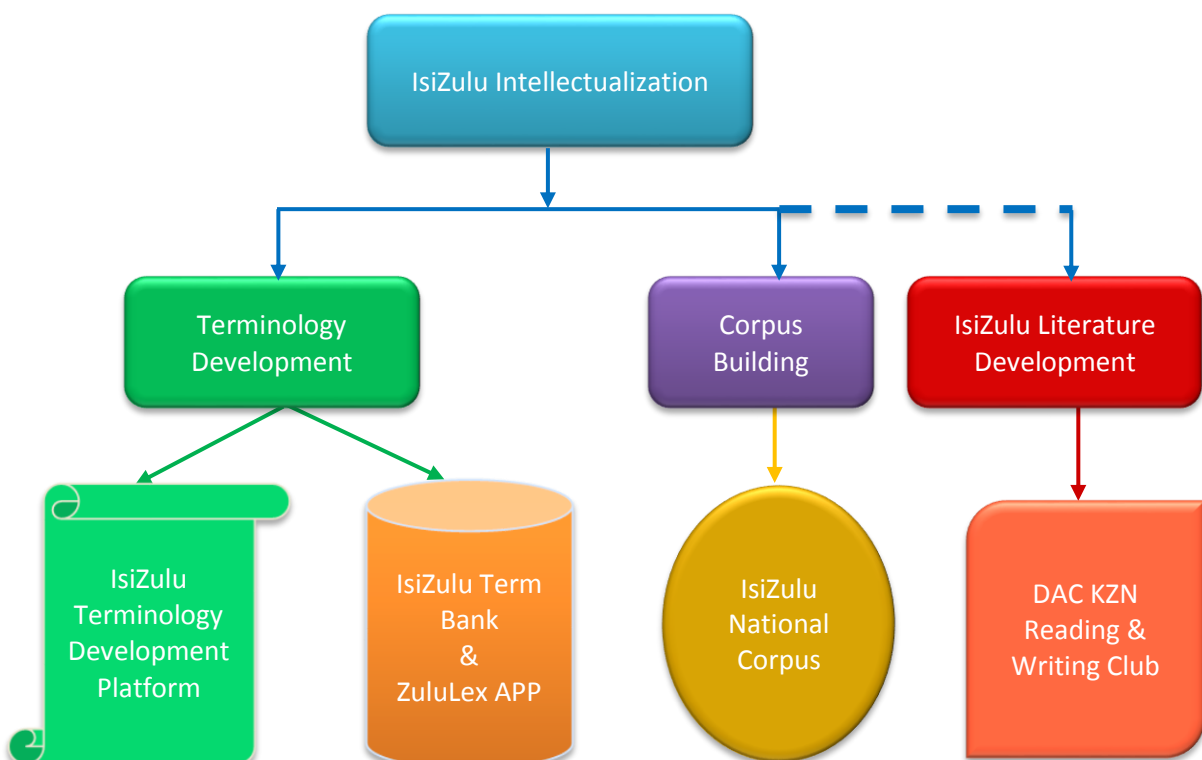 IsiZulu Intellectualization
Terminology
Development
Corpus
Building
IsiZulu Literature
Development
IsiZulu
Terminology
Development
Platform
IsiZulu Term
Bank
&
ZuluLex APP
IsiZulu
National
Corpus
DAC KZN
Reading &
Writing Club